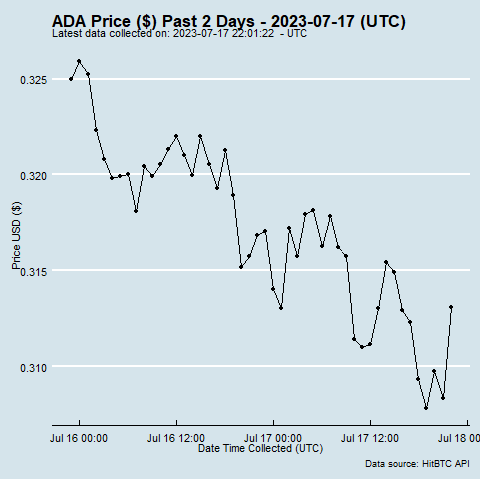 ADA Price ($) Past 2 Days - 2023-07-17 (UTC)
Latest data collected on: 2023-07-17 22:01:22 - UTC
0.325
0.320
0.315
0.310
Price USD ($)
Jul 16 00:00 Jul 16 12:00 Jul 17 00:00 Jul 17 12:00 Jul 18 00
Date Time Collected (UTC)
Data source: HitBTC API